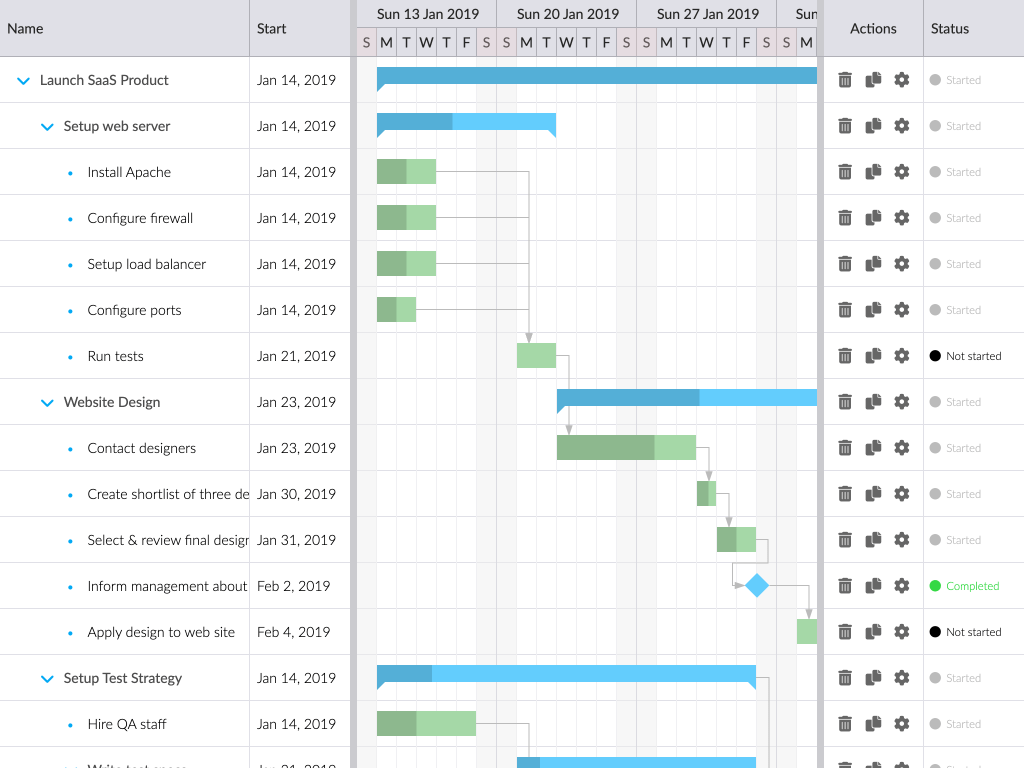 Name Start Sun 13 Jan 2019 Sun 20 Jan 2019 Sun 27 Jan 2019 Sun Actions Status
S M T W T F S S M T W T F S S M T W T F S S M
Launch SaaS Product Jan 14, 2019 Started
Setup web server Jan 14, 2019 Started
Install Apache Jan 14, 2019 Started
Configure firewall Jan 14, 2019 Started
Setup load balancer Jan 14, 2019 Started
Configure ports Jan 14, 2019 Started
Run tests Jan 21, 2019 Not started
Website Design Jan 23, 2019 Started
Contact designers Jan 23, 2019 Started
Create shortlist of three de Jan 30, 2019 Started
Select & review final design Jan 31, 2019 Started
Inform management about Feb 2, 2019 Completed
Apply design to web site Feb 4, 2019 Not started
Setup Test Strategy Jan 14, 2019 Started
Hire QA staff Jan 14, 2019 Started